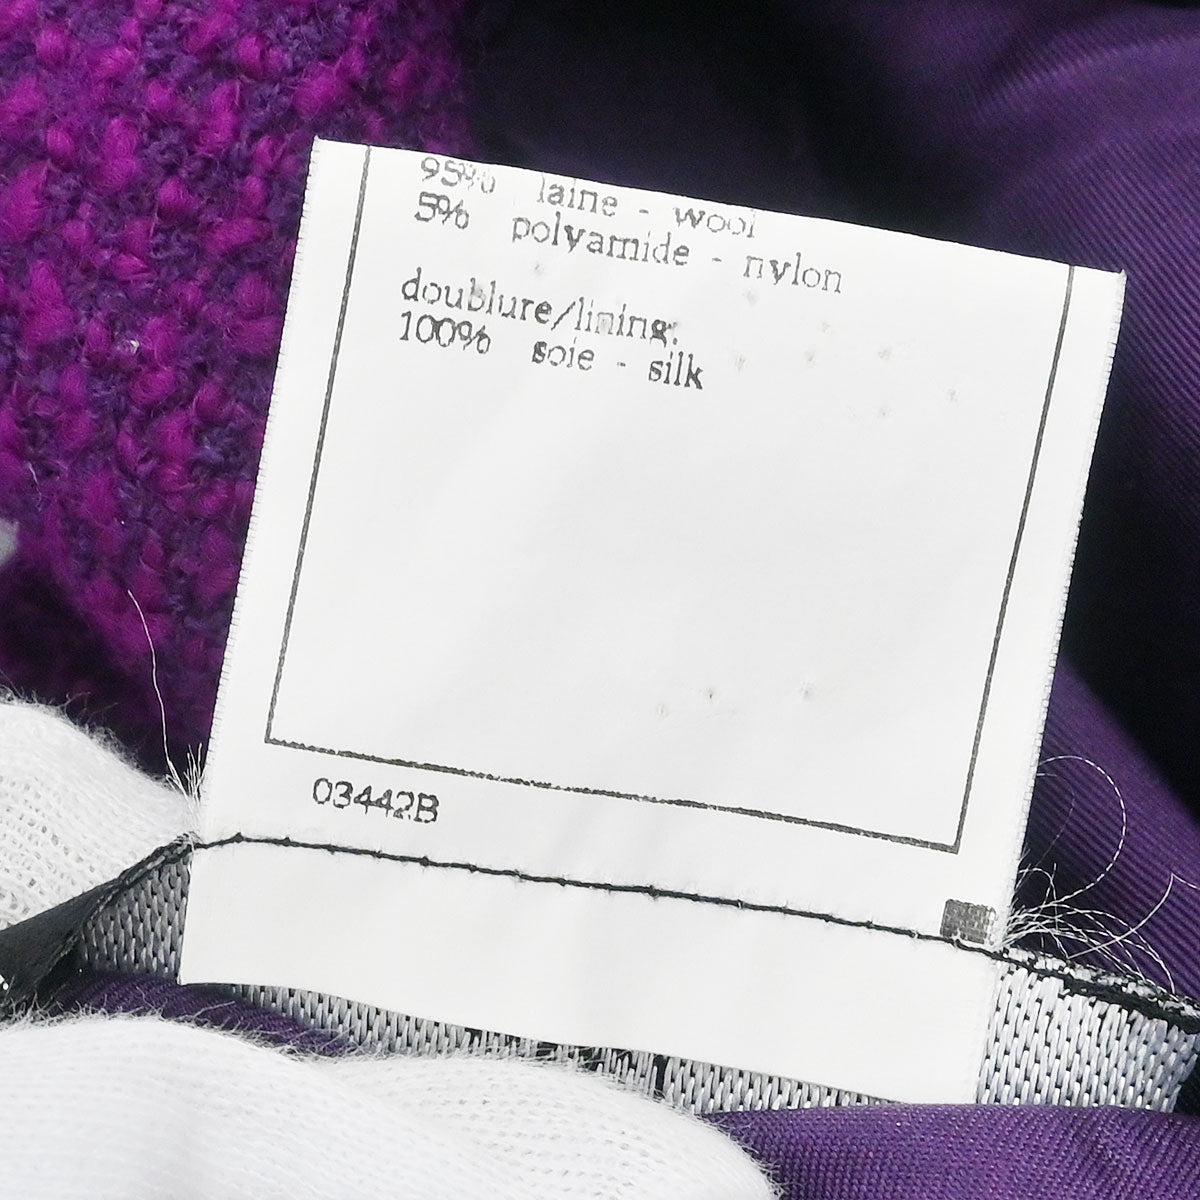 95% laine - wool
5% polyamide - nylon
doublure/lining:
100% soie - silk
03442B